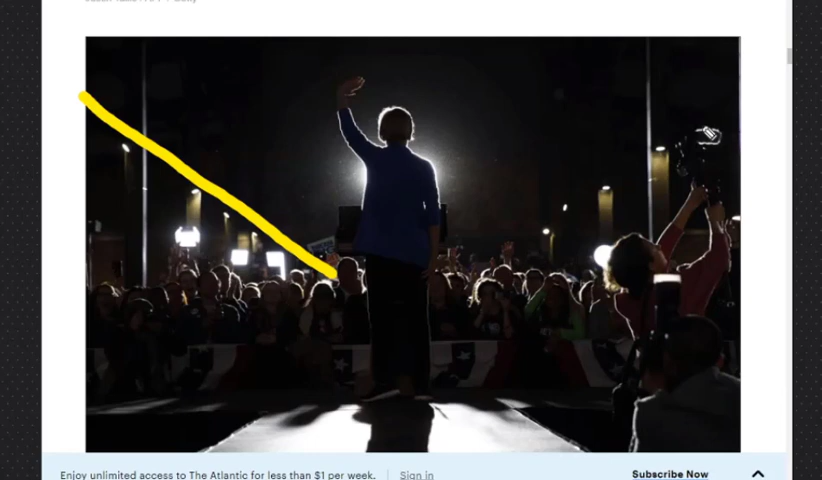 Enjoy unlimited access to The Atlantic for less than $1 per week.
Sign in
Subscribe Now